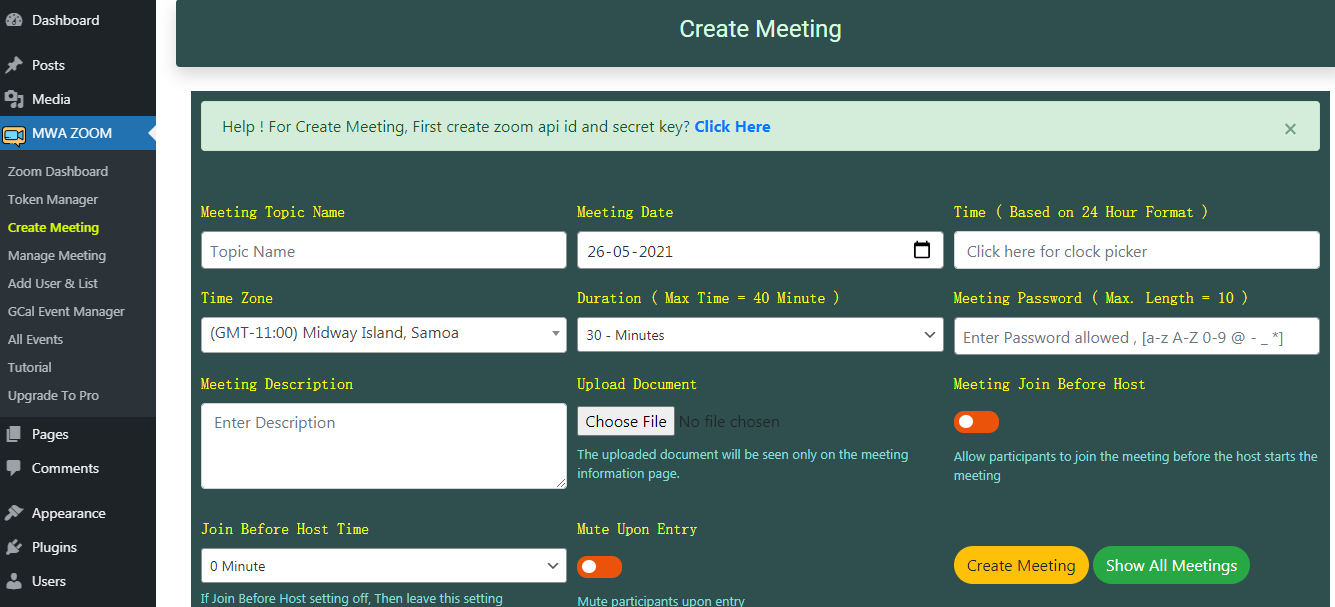 Dashboard
Posts
Media
MWA ZOOM
Zoom Dashboard
Token Manager
Create Meeting
Manage Meeting
Add User & List
GCal Event Manager
All Events
Tutorial
Upgrade To Pro
Pages
Comments
Appearance
Plugins
Users
Create Meeting
Help ! For Create Meeting, First create zoom api id and secret key? Click Here
×
Meeting Topic Name
Topic Name
Meeting Date
26-05-2021
Time ( Based on 24 Hour Format )
Click here for clock picker
Time Zone
(GMT-11:00) Midway Island, Samoa
Duration ( Max Time = 40 Minute )
30 - Minutes
Meeting Password ( Max. Length = 10 )
Enter Password allowed , [a-z A-Z 0-9 @ - _ *]
Meeting Description
Enter Description
Upload Document
Choose File No file chosen
The uploaded document will be seen only on the meeting
information page.
Meeting Join Before Host
Allow participants to join the meeting before the host starts the
meeting
Join Before Host Time
0 Minute
If Join Before Host setting off, Then leave this setting
Mute Upon Entry
Mute participants upon entry
Create Meeting
Show All Meetings